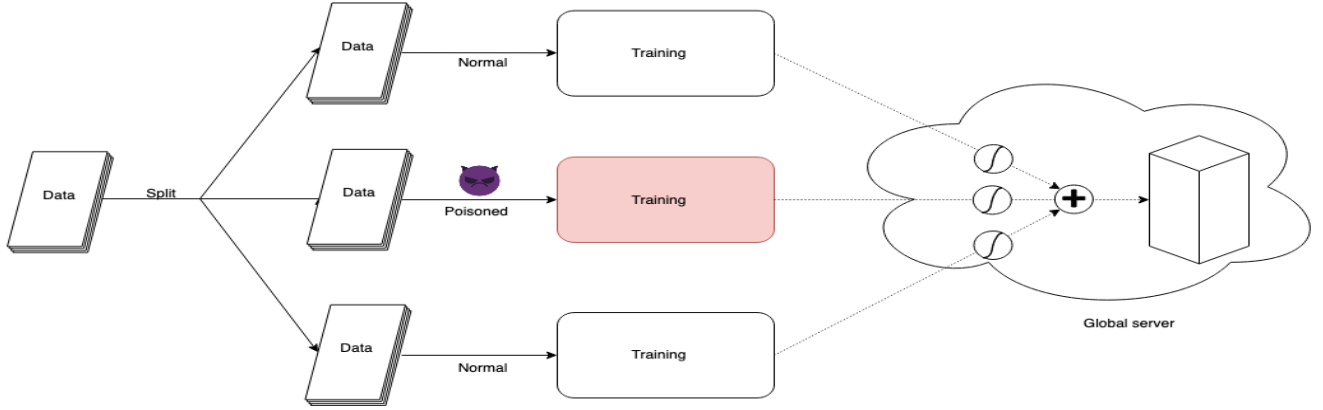 Data
Normal
Training
Data
Split
Data
Poisoned
Training
Data
Normal
Training
Global server